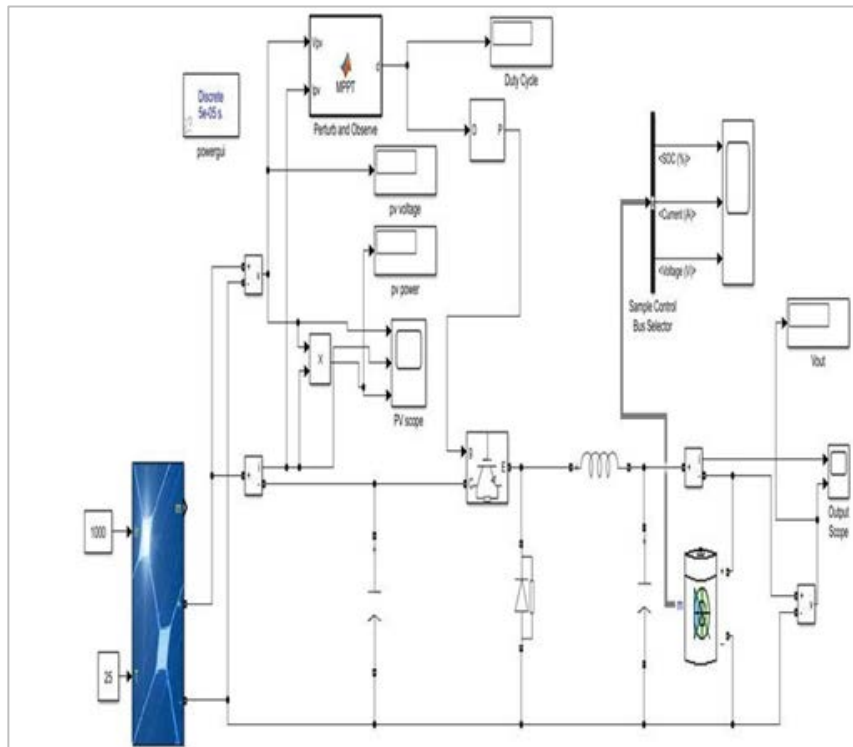 Vpv
Ipv
MPPT
d
Perturb and Observe
Duty Cycle
Discrete
5e-05 s.
powergui
D
P
pv voltage
pv power
<SOC (%)>
<Current (A)>
<Voltage (V)>
Sample Control
Bus Selector
Vout
+
-
v
X
PV scope
+
-
i
g
C
E
+
-
i
Output
Scope
1000
25
m
+
-
+
-
v
m
+
-
+
+